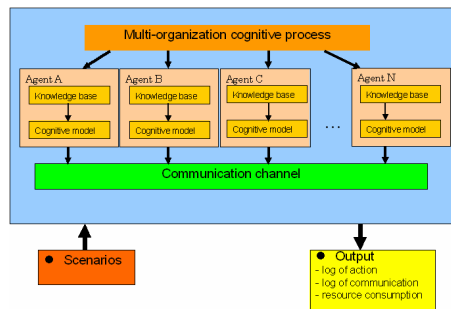 Multi-organization cognitive process
Agent A
Knowledge base
Cognitive model
Agent B
Knowledge base
Cognitive model
Agent C
Knowledge base
Cognitive model
...
Agent N
Knowledge base
Cognitive model
Communication channel
● Scenarios
● Output
- log of action
- log of communication
- resource consumption